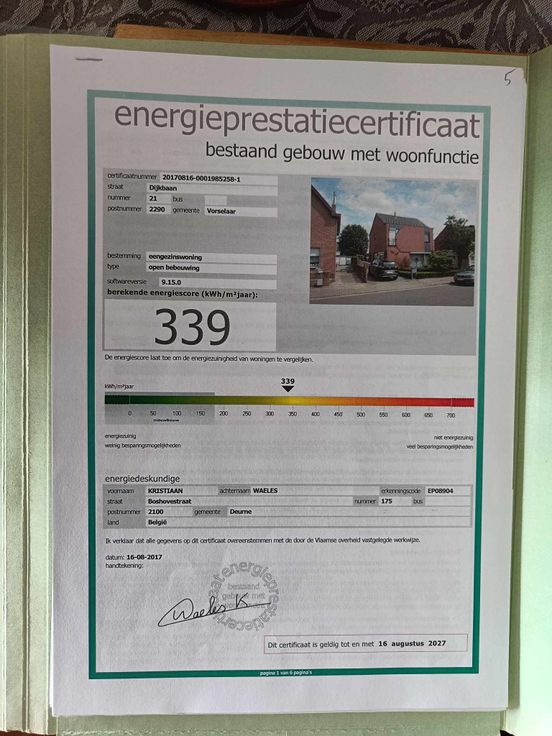 5
energieprestatiecertificaat
bestaand gebouw met woonfunctie
certificaatnummer 20170816-0001985258-1
straat Dijkbaan
nummer 21 bus
postnummer 2290 gemeente Vorselaar
bestemming eengezinswoning
type open bebouwing
softwareversie 9.15.0
berekende energiescore (kWh/m²jaar):
339
De energiescore laat toe om de energiezuinigheid van woningen te vergelijken.
339
kWh/m²jaar
0 50 100 150 200 250 300 350 400 450 500 550 600 650 700
energiezuinig niet energiezuinig
weinig besparingsmogelijkheden veel besparingsmogelijkheden
energiedeskundige
voornaam KRISTIAAN achternaam WAELES erkenningscode EP08904
straat Boshovestraat nummer 175 bus
postnummer 2100 gemeente Deurne
land België
Ik verklaar dat alle gegevens op dit certificaat overeenstemmen met de door de Vlaamse overheid vastgelegde werkwijze.
datum: 16-08-2017
handtekening:
energieprestatiecertificaat
bestaand
gebouw met
woonfunctie
Waeles K
Dit certificaat is geldig tot en met 16 augustus 2027
pagina 1 van 6 pagina's